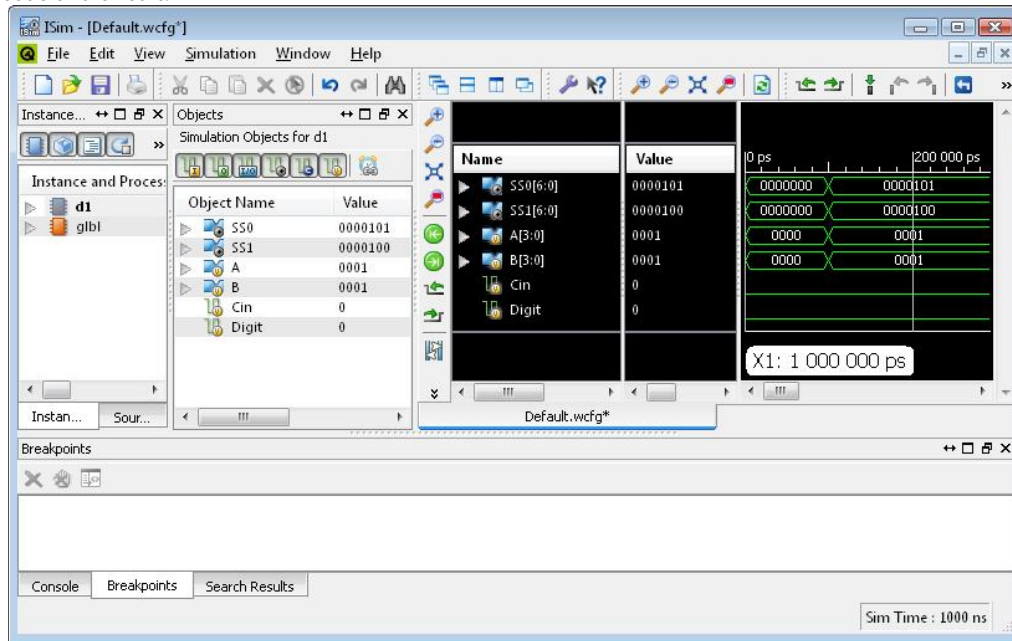 ISim - [Default.wcfg*]
File Edit View Simulation Window Help
Instance...
Instance and Proces
d1
glbl
Instan... Sour...
Objects
Simulation Objects for d1
Object Name Value
SS0 0000101
SS1 0000100
A 0001
B 0001
Cin 0
Digit 0
Name Value 0 ps 200 000 ps
SS0[6:0] 0000101 0000000 0000101
SS1[6:0] 0000100 0000000 0000100
A[3:0] 0001 0000 0001
B[3:0] 0001 0000 0001
Cin 0
Digit 0
X1: 1 000 000 ps
Default.wcfg*
Breakpoints
Console Breakpoints Search Results
Sim Time : 1000 ns